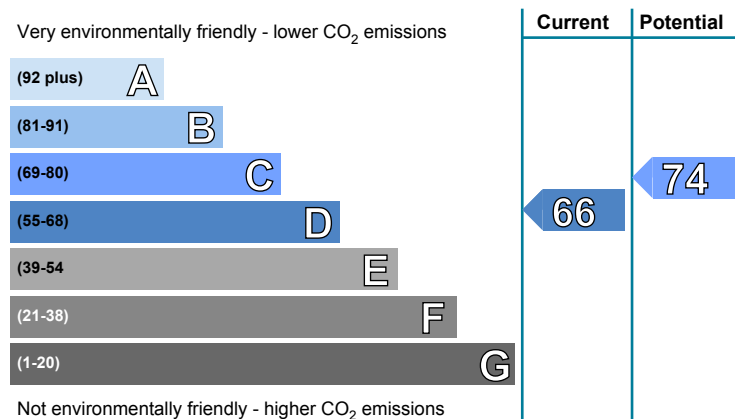 Very environmentally friendly - lower CO2 emissions
Current Potential
(92 plus) A
(81-91) B
(69-80) C
(55-68) D
(39-54 E
(21-38) F
(1-20) G
66
74
Not environmentally friendly - higher CO2 emissions